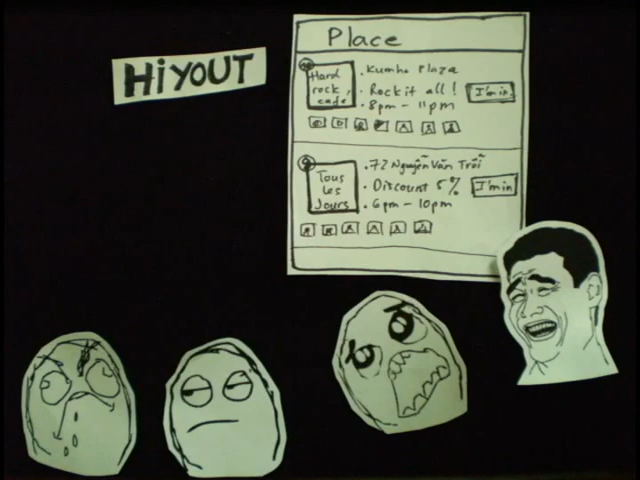 HiYOUT
Place
Hard
rock,
cafe
• Kumho Plaza
• Rock it all!
• 8pm - 11pm
I'm in
Tous
les
Jours
• 72 Nguyễn Văn Trỗi
• Discount 5%
• 6pm - 10pm
I'm in